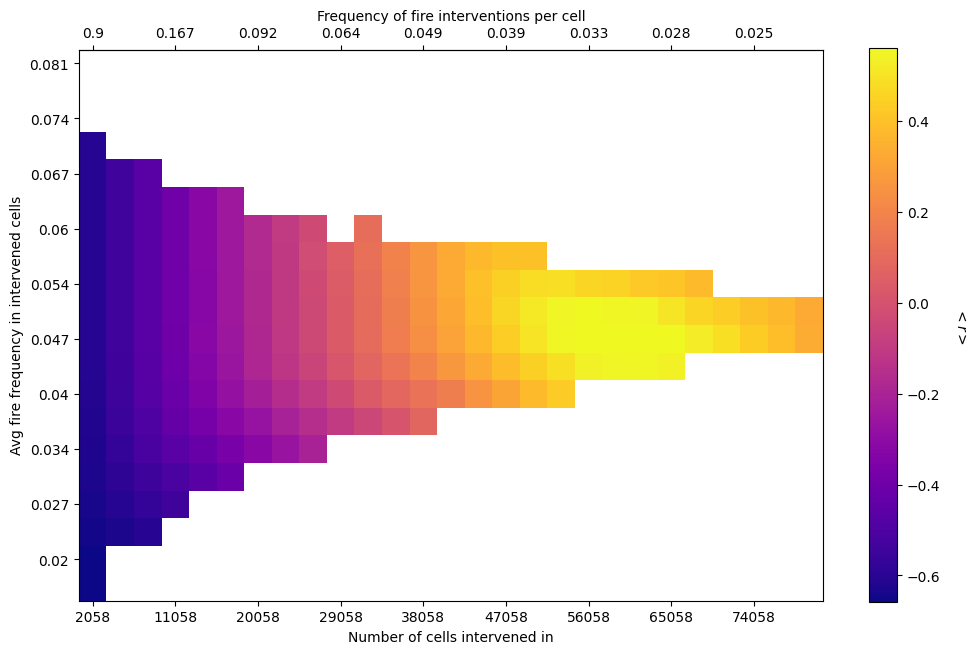 Frequency of fire interventions per cell
0.9 0.167 0.092 0.064 0.049 0.039 0.033 0.028 0.025
Avg fire frequency in intervened cells
0.081
0.074
0.067
0.06
0.054
0.047
0.04
0.034
0.027
0.02
2058 11058 20058 29058 38058 47058 56058 65058 74058
Number of cells intervened in
0.4
0.2
0.0
−0.2
−0.4
−0.6
< r >